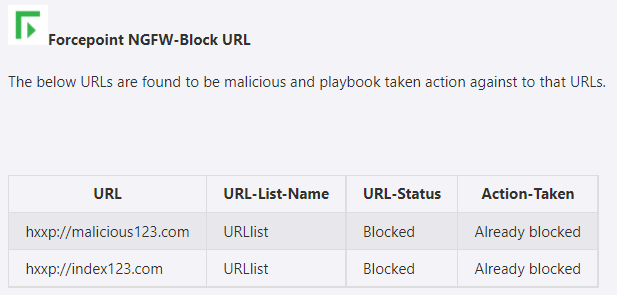 Forcepoint NGFW-Block URL
The below URLs are found to be malicious and playbook taken action against to that URLs.
URL URL-List-Name URL-Status Action-Taken
hxxp://malicious123.com URLlist Blocked Already blocked
hxxp://index123.com URLlist Blocked Already blocked